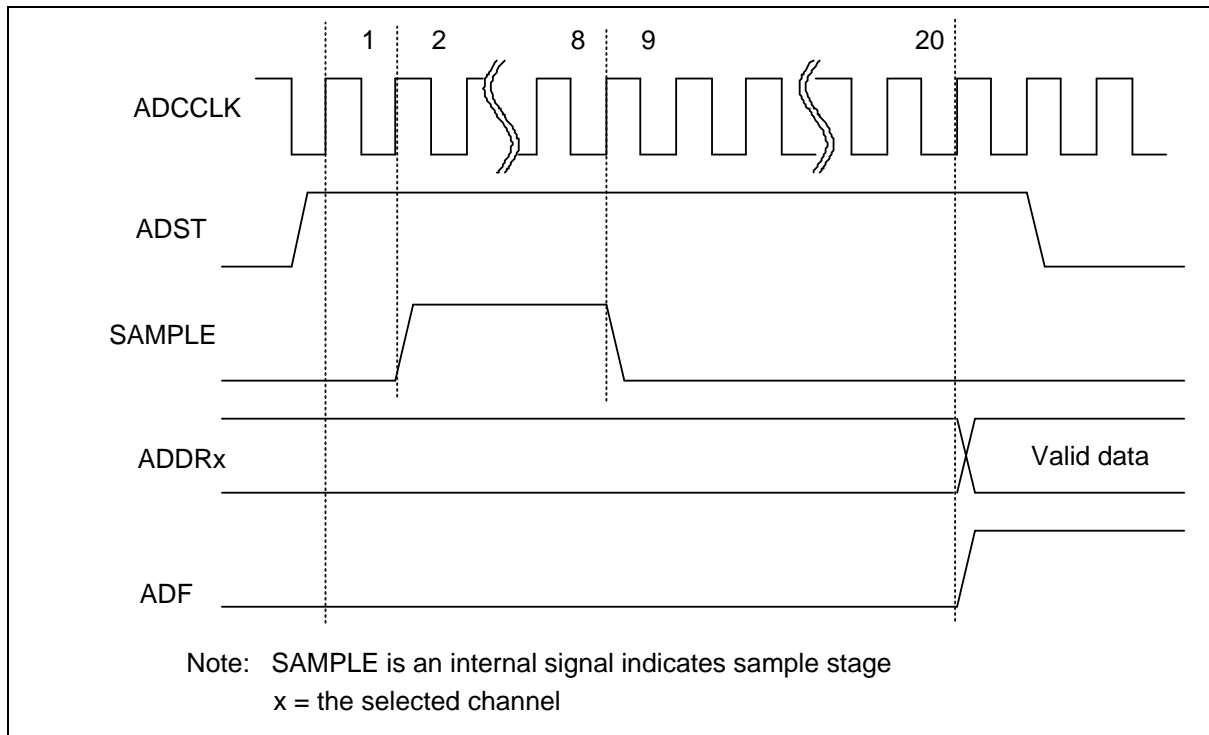 1 2 8 9 20
ADCCLK
ADST
SAMPLE
ADDRx
Valid data
ADF
Note: SAMPLE is an internal signal indicates sample stage
x = the selected channel